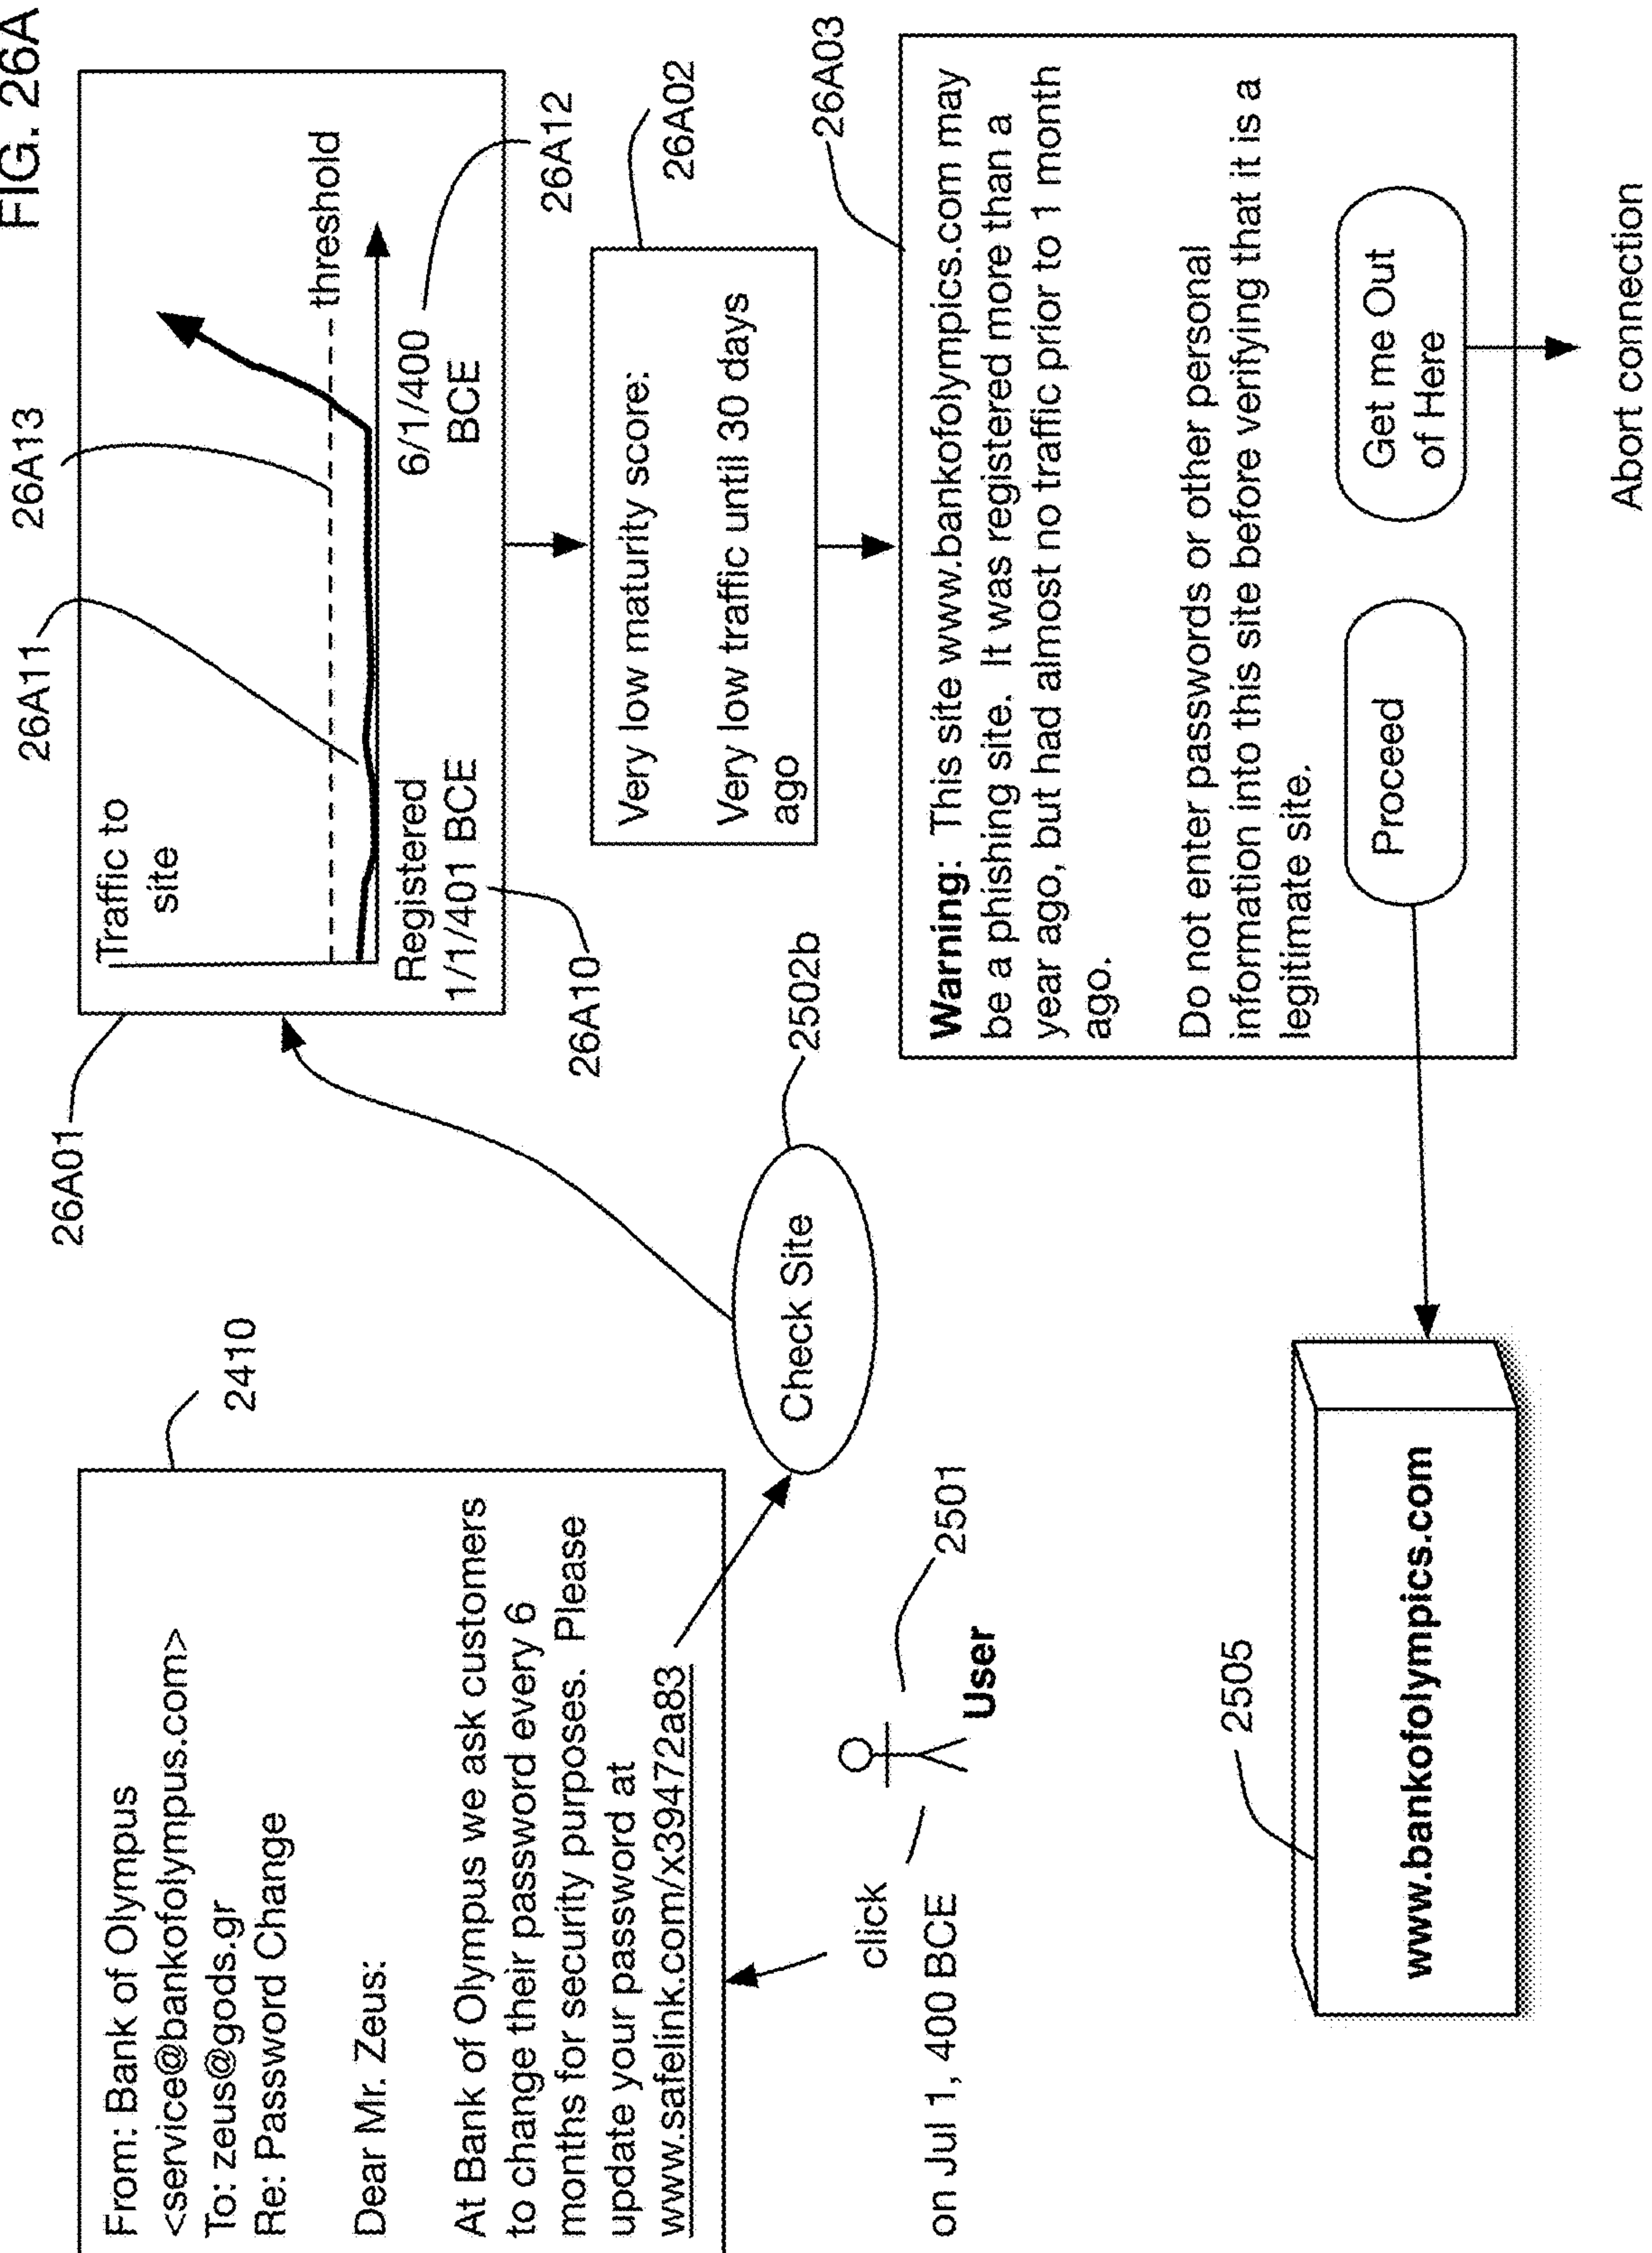 FIG. 26A
From: Bank of Olympus
<service@bankofolympus.com>
To: zeus@gods.gr
Re: Password Change
Dear Mr. Zeus:
At Bank of Olympus we ask customers
to change their password every 6
months for security purposes.  Please
update your password at
www.safelink.com/x39472a83
2410
click
on Jul 1, 400 BCE
User
2501
Check Site
2502b
26A01
26A11
26A13
Traffic to
site
threshold
Registered
1/1/401 BCE
6/1/400
BCE
26A10
26A12
Very low maturity score:
Very low traffic until 30 days
ago
26A02
26A03
Warning:  This site www.bankofolympics.com may
be a phishing site.  It was registered more than a
year ago, but had almost no traffic prior to 1 month
ago.
Do not enter passwords or other personal
information into this site before verifying that it is a
legitimate site.
Proceed
Get me Out
of Here
Abort connection
2505
www.bankofolympics.com